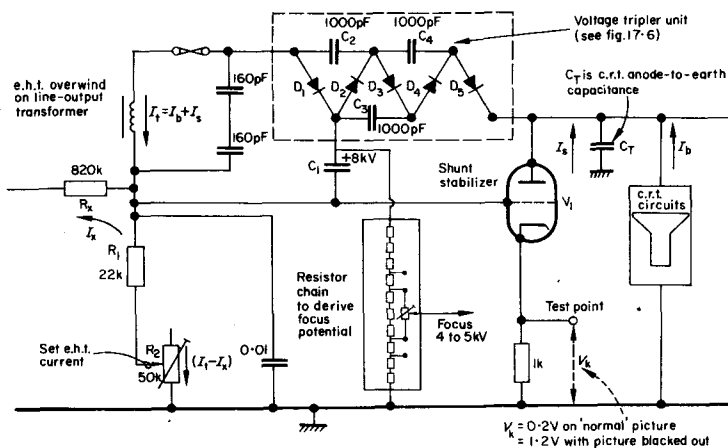 1000pF
C2
1000pF
C4
Voltage tripler unit
(see fig.17·6)
e.h.t. overwind
on line-output
transformer
It=Ib+Is
160pF
160pF
D1
D2
D3
D4
D5
C3
1000pF
CT is c.r.t. anode-to-earth
capacitance
+8kV
C1
Is
CT
Ib
820k
Rx
Ix
Shunt
stabilizer
V1
c.r.t.
circuits
R1
22k
Resistor
chain
to derive
focus
potential
Focus
4 to 5kV
Test point
Set e.h.t.
current
R2
50k
(It−Ix)
0·01
1k
Vk
Vk = 0·2V on 'normal' picture
= 1·2V with picture blacked out